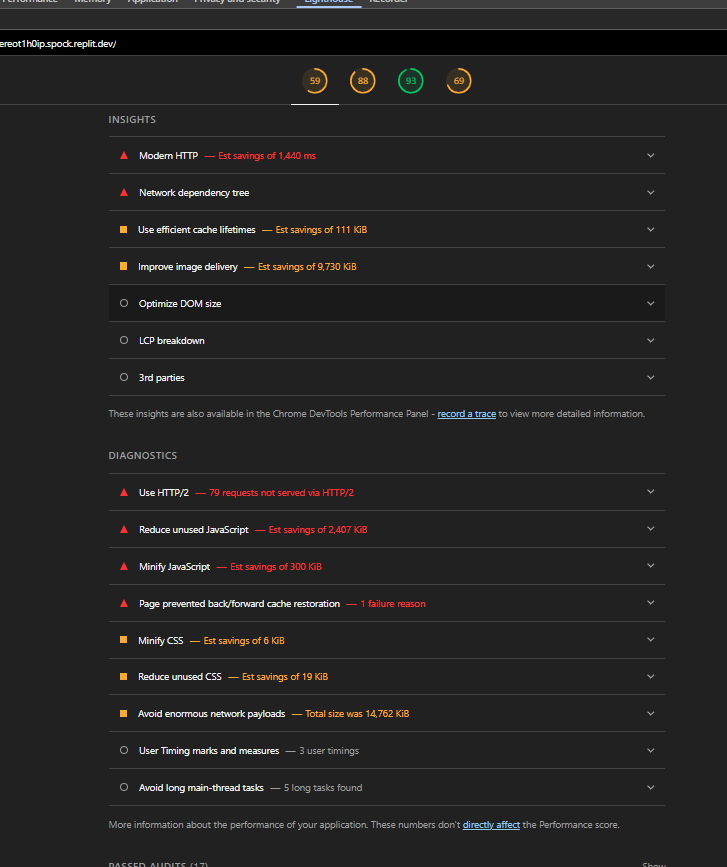 Performance Memory Application Privacy and security Lighthouse Recorder
ereot1h0ip.spock.replit.dev/
59 88 93 69
INSIGHTS
Modern HTTP — Est savings of 1,440 ms
Network dependency tree
Use efficient cache lifetimes — Est savings of 111 KiB
Improve image delivery — Est savings of 9,730 KiB
Optimize DOM size
LCP breakdown
3rd parties
These insights are also available in the Chrome DevTools Performance Panel - record a trace to view more detailed information.
DIAGNOSTICS
Use HTTP/2 — 79 requests not served via HTTP/2
Reduce unused JavaScript — Est savings of 2,407 KiB
Minify JavaScript — Est savings of 300 KiB
Page prevented back/forward cache restoration — 1 failure reason
Minify CSS — Est savings of 6 KiB
Reduce unused CSS — Est savings of 19 KiB
Avoid enormous network payloads — Total size was 14,762 KiB
User Timing marks and measures — 3 user timings
Avoid long main-thread tasks — 5 long tasks found
More information about the performance of your application. These numbers don't directly affect the Performance score.
PASSED AUDITS (17) Show